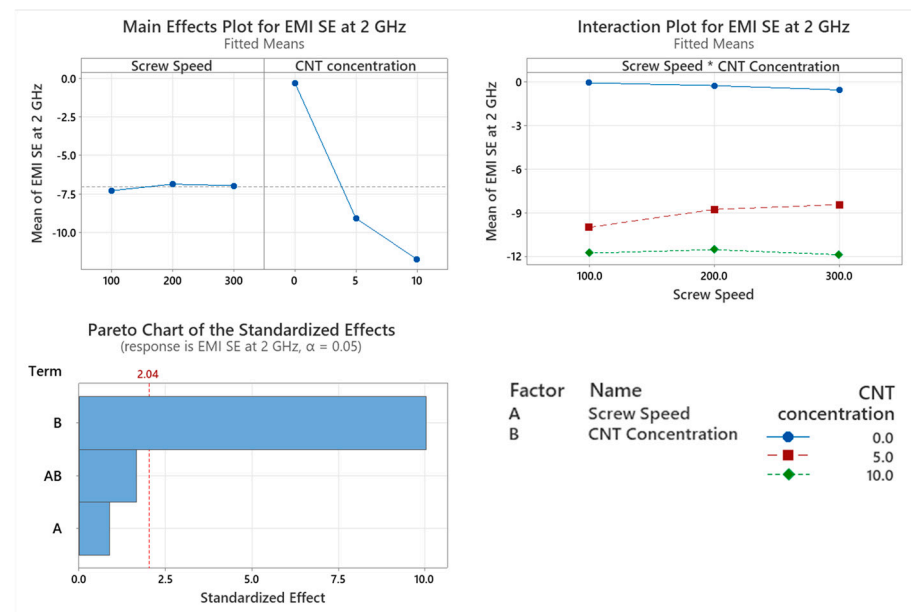 Main Effects Plot for EMI SE at 2 GHz
Fitted Means
Screw Speed
CNT concentration
Mean of EMI SE at 2 GHz
0.0
-2.5
-5.0
-7.5
-10.0
100 200 300 0 5 10
Interaction Plot for EMI SE at 2 GHz
Fitted Means
Screw Speed * CNT Concentration
Mean of EMI SE at 2 GHz
0
-3
-6
-9
-12
100.0 200.0 300.0
Screw Speed
Pareto Chart of the Standardized Effects
(response is EMI SE at 2 GHz, α = 0.05)
Term
2.04
B
AB
A
0.0 2.5 5.0 7.5 10.0
Standardized Effect
Factor Name
A Screw Speed
B CNT Concentration
CNT
concentration
0.0
5.0
10.0